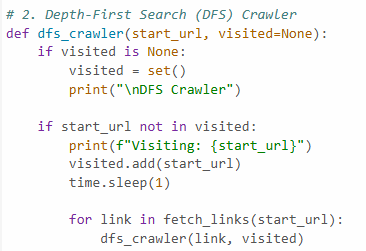 # 2. Depth-First Search (DFS) Crawler
def dfs_crawler(start_url, visited=None):
    if visited is None:
        visited = set()
        print("\nDFS Crawler")

    if start_url not in visited:
        print(f"Visiting: {start_url}")
        visited.add(start_url)
        time.sleep(1)

        for link in fetch_links(start_url):
            dfs_crawler(link, visited)